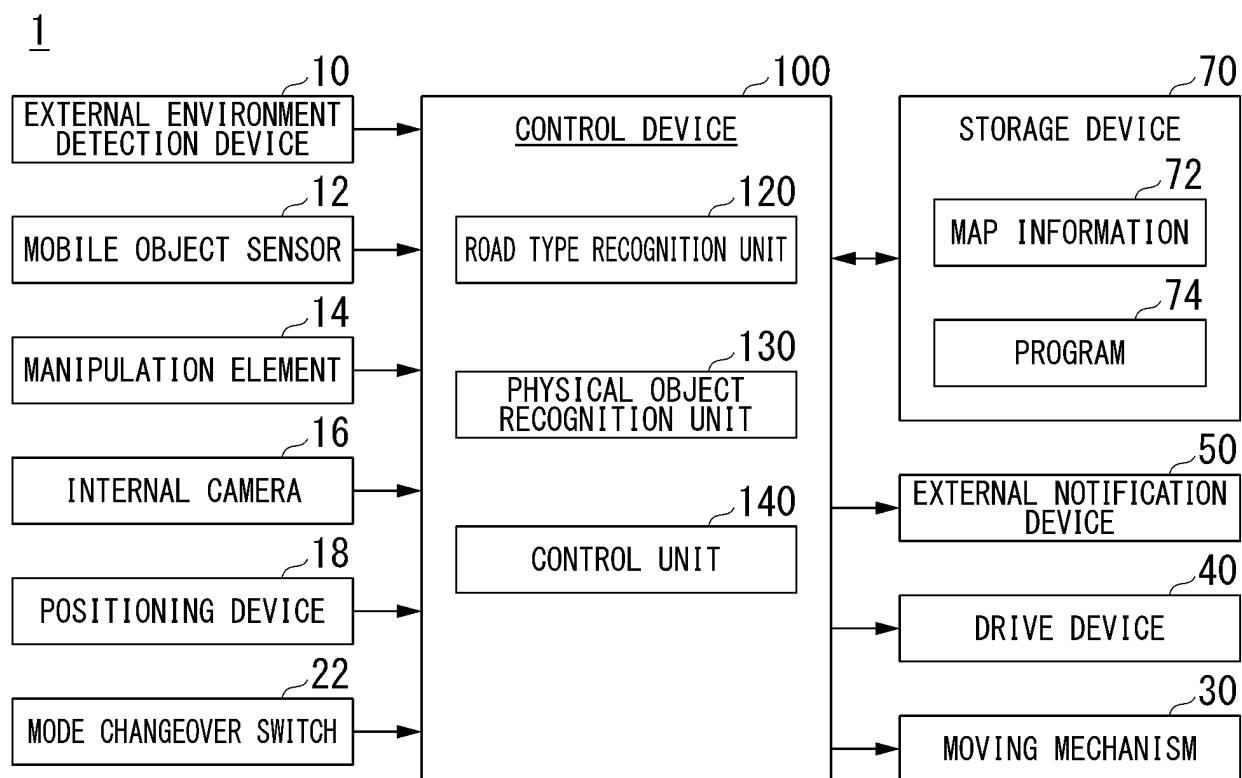 1
10
EXTERNAL ENVIRONMENT
DETECTION DEVICE
12
MOBILE OBJECT SENSOR
14
MANIPULATION ELEMENT
16
INTERNAL CAMERA
18
POSITIONING DEVICE
22
MODE CHANGEOVER SWITCH
100
CONTROL DEVICE
120
ROAD TYPE RECOGNITION UNIT
130
PHYSICAL OBJECT
RECOGNITION UNIT
140
CONTROL UNIT
70
STORAGE DEVICE
72
MAP INFORMATION
74
PROGRAM
50
EXTERNAL NOTIFICATION
DEVICE
40
DRIVE DEVICE
30
MOVING MECHANISM